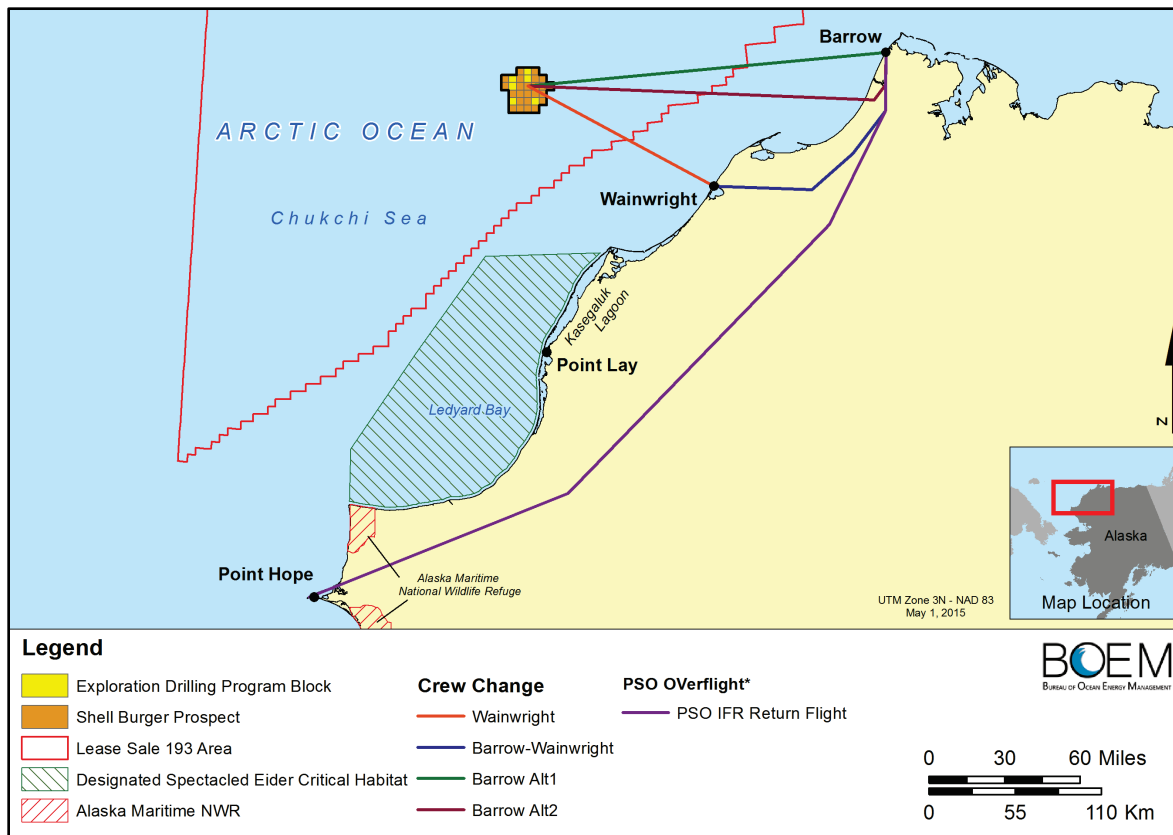 Barrow
ARCTIC OCEAN
Chukchi Sea
Wainwright
Kasegaluk
Lagoon
Point Lay
Ledyard Bay
Point Hope
Alaska Maritime
National Wildlife Refuge
N
UTM Zone 3N - NAD 83
May 1, 2015
Alaska
Map Location
Legend
Exploration Drilling Program Block
Shell Burger Prospect
Lease Sale 193 Area
Designated Spectacled Eider Critical Habitat
Alaska Maritime NWR
Crew Change
Wainwright
Barrow-Wainwright
Barrow Alt1
Barrow Alt2
PSO OVerflight*
PSO IFR Return Flight
BOEM
BUREAU OF OCEAN ENERGY MANAGEMENT
0 30 60 Miles
0 55 110 Km